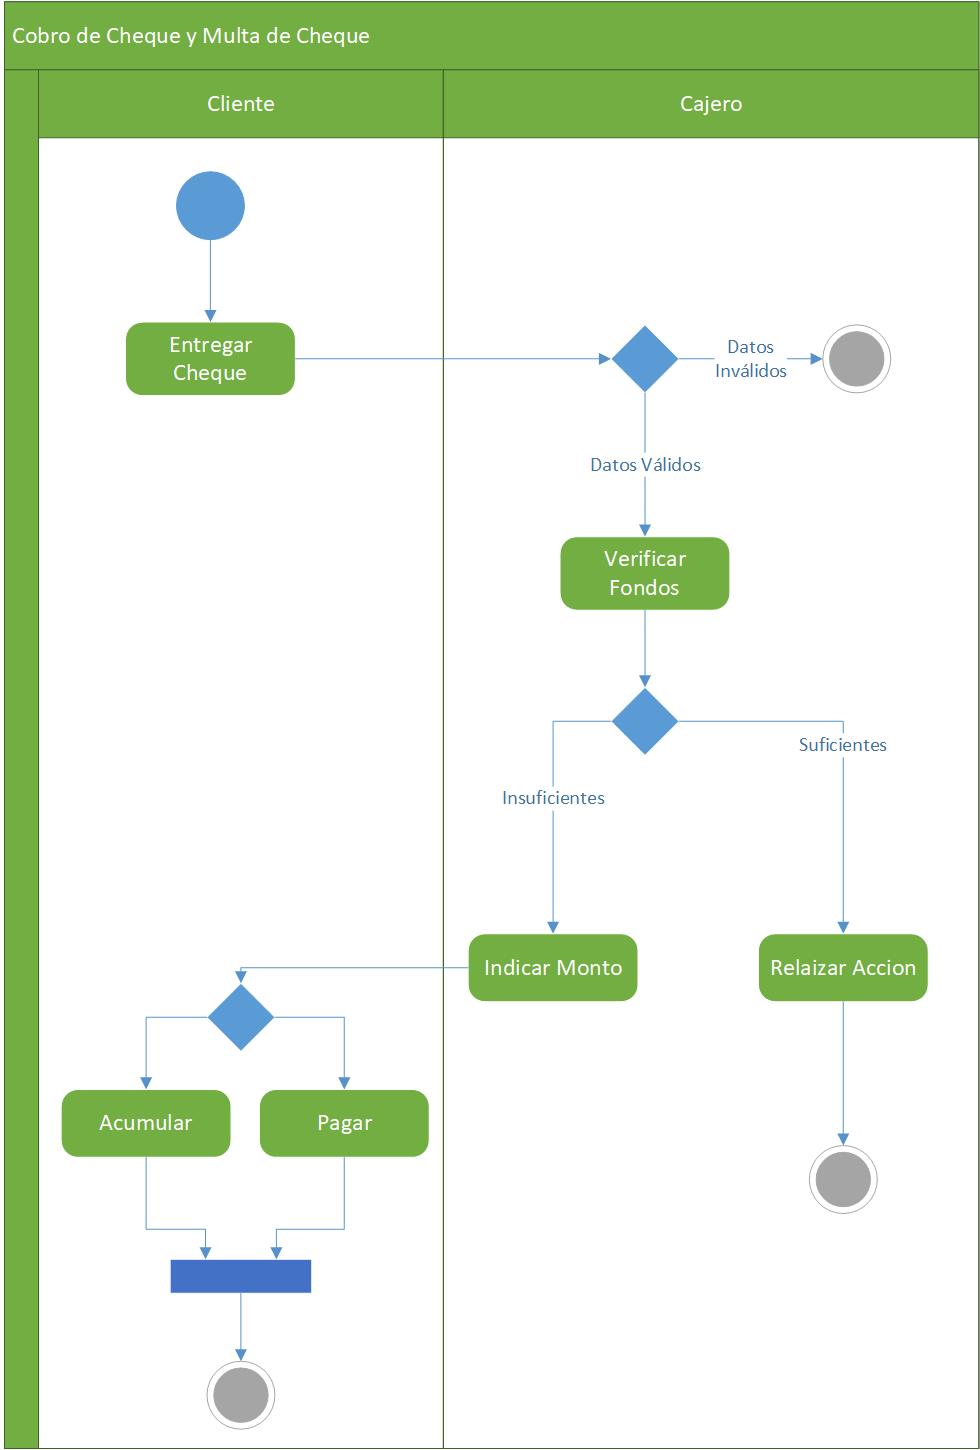 Cobro de Cheque y Multa de Cheque
Cliente
Cajero
Entregar
Cheque
Datos
Inválidos
Datos Válidos
Verificar
Fondos
Suficientes
Insuficientes
Indicar Monto
Relaizar Accion
Acumular
Pagar